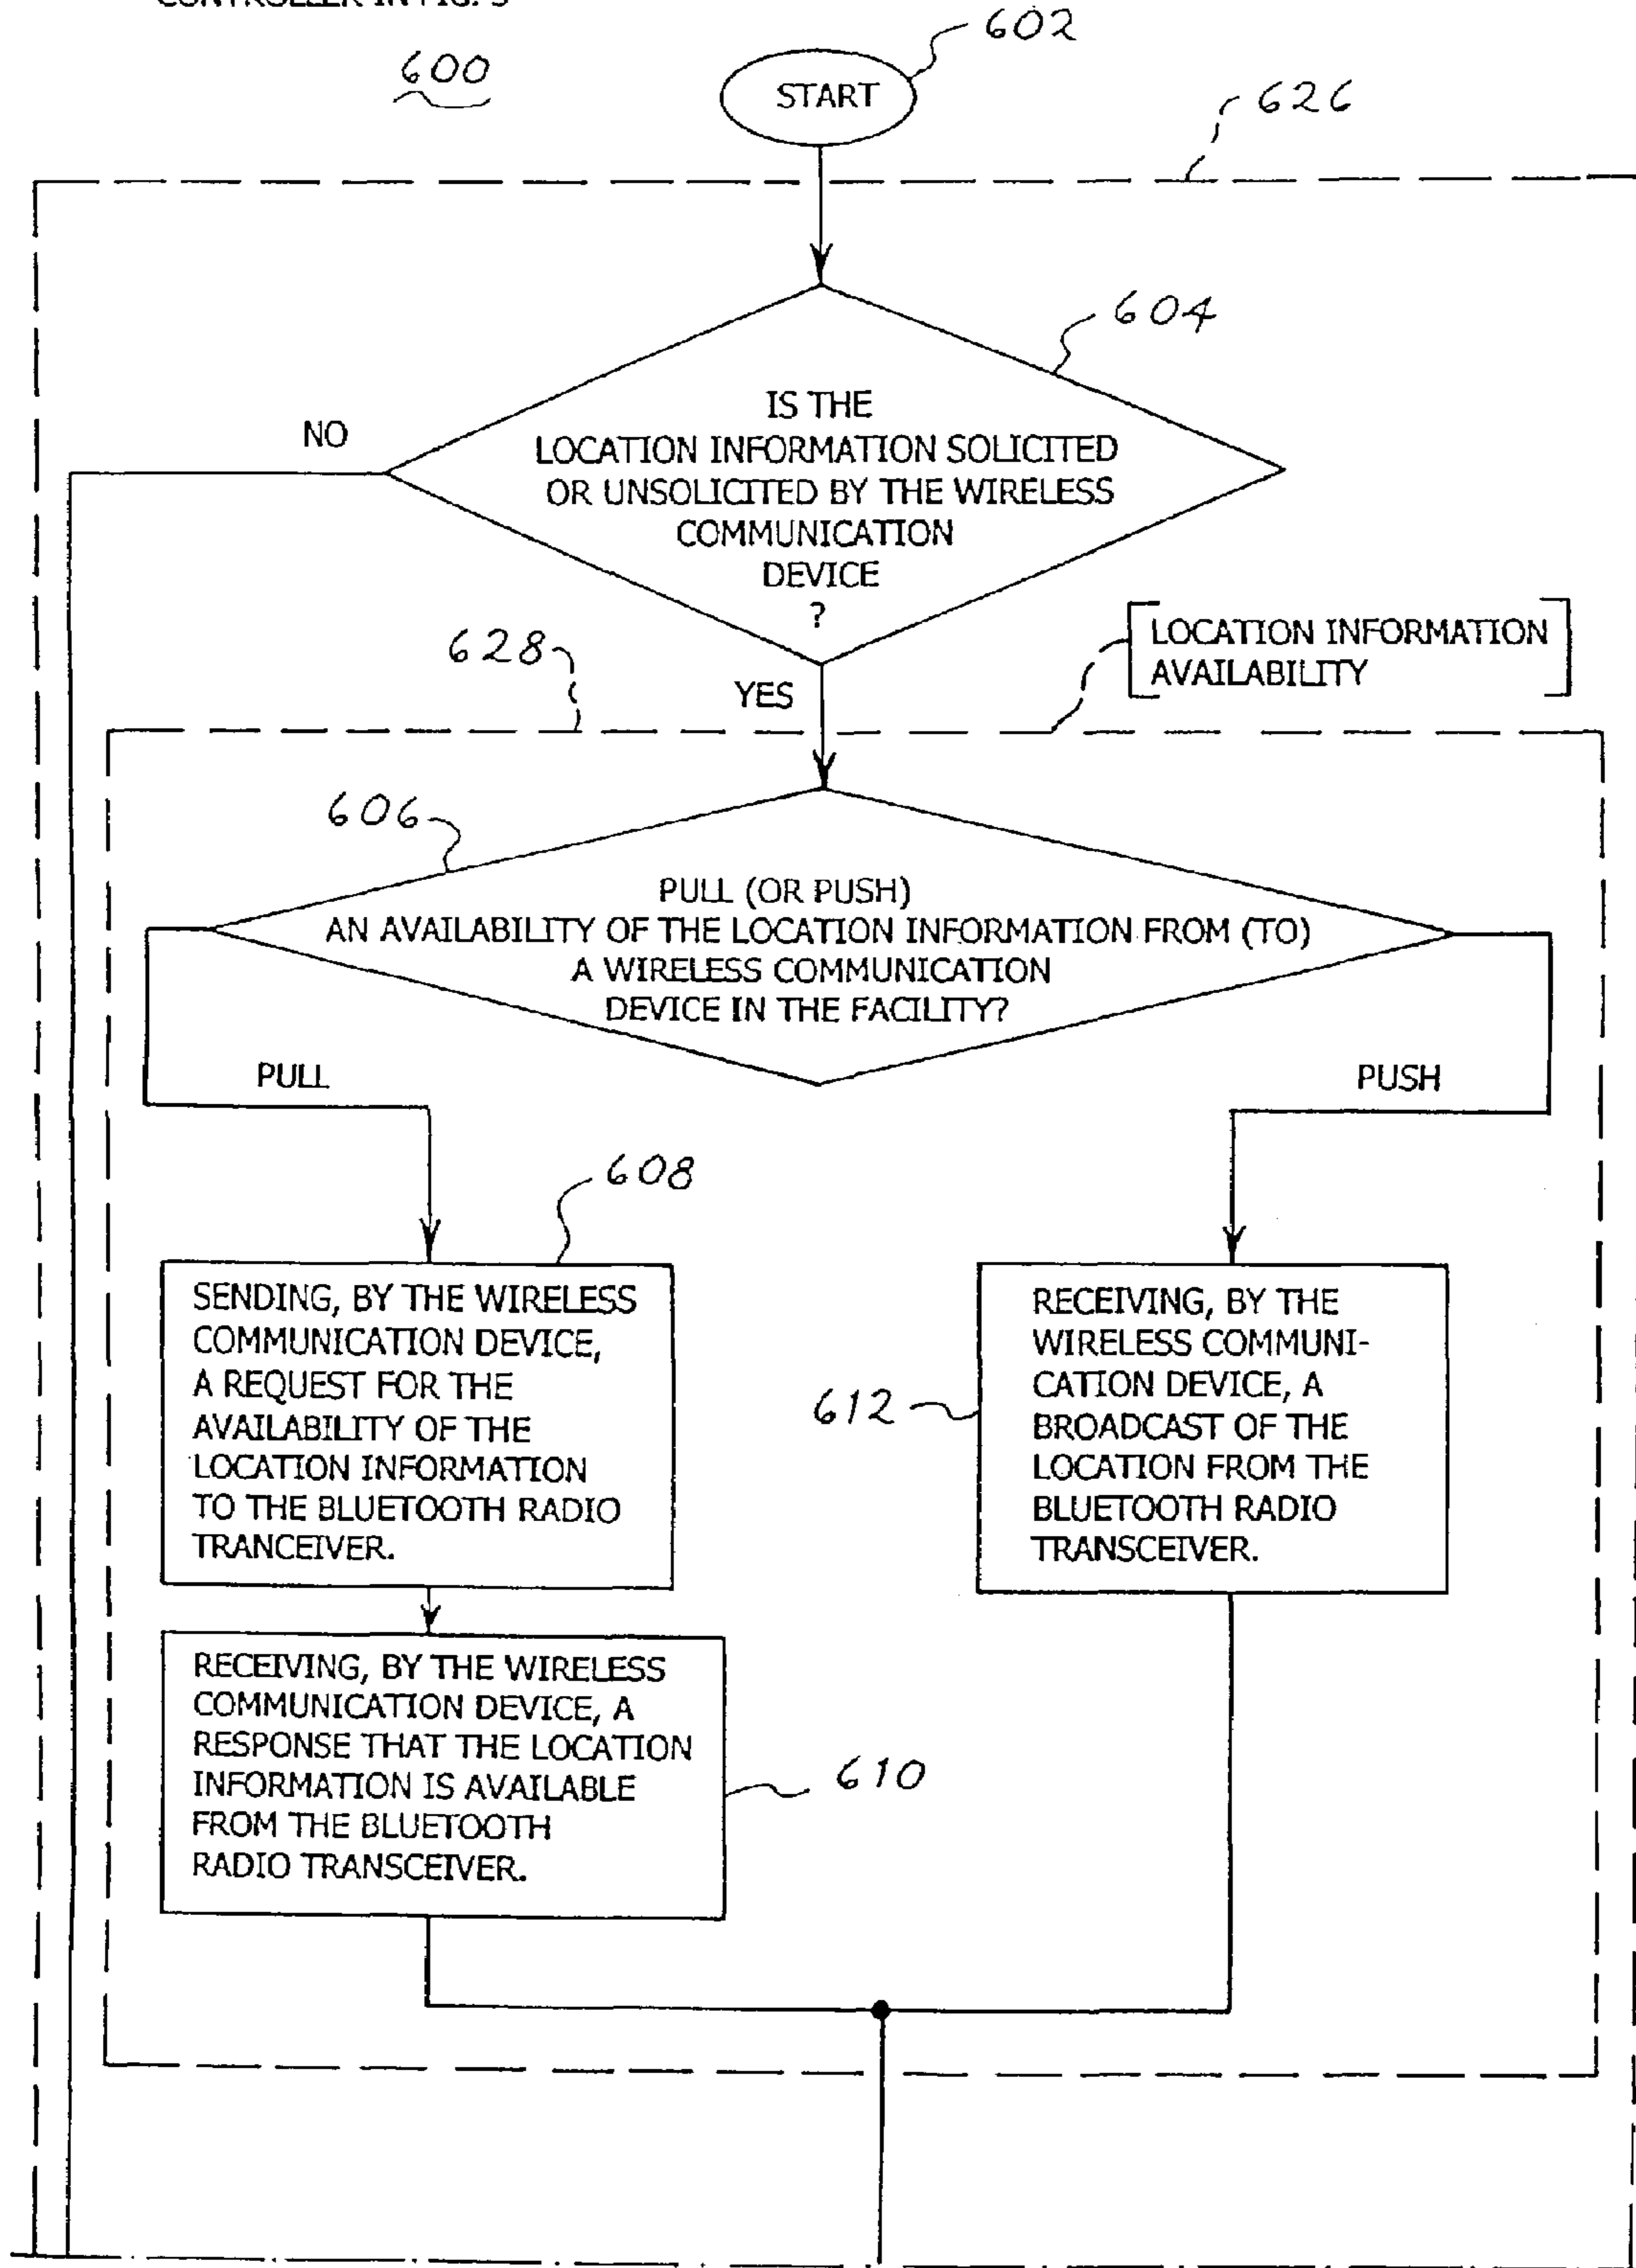 CONTROLLER IN FIG. 5
602
600
START
626
604
IS THE
LOCATION INFORMATION SOLICITED
OR UNSOLICITED BY THE WIRELESS
COMMUNICATION
DEVICE
?
NO
628
YES
LOCATION INFORMATION
AVAILABILITY
606
PULL (OR PUSH)
AN AVAILABILITY OF THE LOCATION INFORMATION FROM (TO)
A WIRELESS COMMUNICATION
DEVICE IN THE FACILITY?
PULL
PUSH
608
SENDING, BY THE WIRELESS
COMMUNICATION DEVICE,
A REQUEST FOR THE
AVAILABILITY OF THE
LOCATION INFORMATION
TO THE BLUETOOTH RADIO
TRANCEIVER.
612
RECEIVING, BY THE
WIRELESS COMMUNI-
CATION DEVICE, A
BROADCAST OF THE
LOCATION FROM THE
BLUETOOTH RADIO
TRANSCEIVER.
RECEIVING, BY THE WIRELESS
COMMUNICATION DEVICE, A
RESPONSE THAT THE LOCATION
INFORMATION IS AVAILABLE
FROM THE BLUETOOTH
RADIO TRANSCEIVER.
610